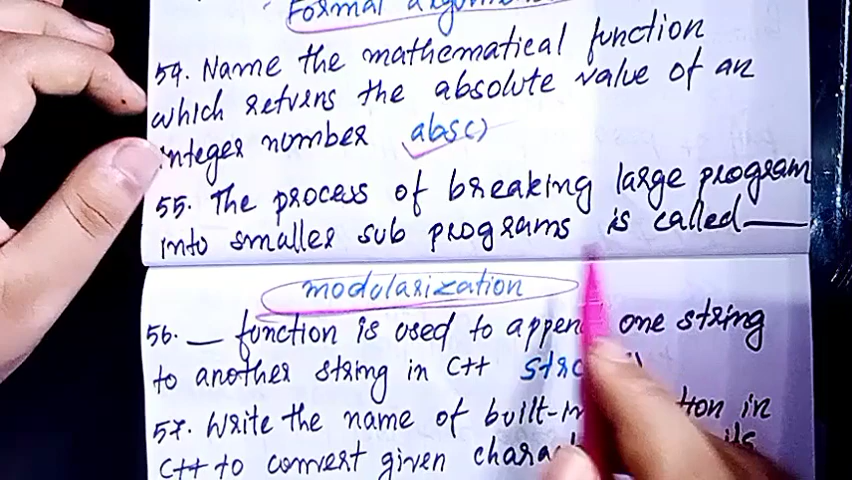 Formal
54. Name the mathematical function
which returns the absolute value of an
integer number abs()
55. The process of breaking large program
into smaller sub programs is called
modularization
56. _ function is used to append one string
to another string in C++
57. Write the name of built-in in
C++ to convert given